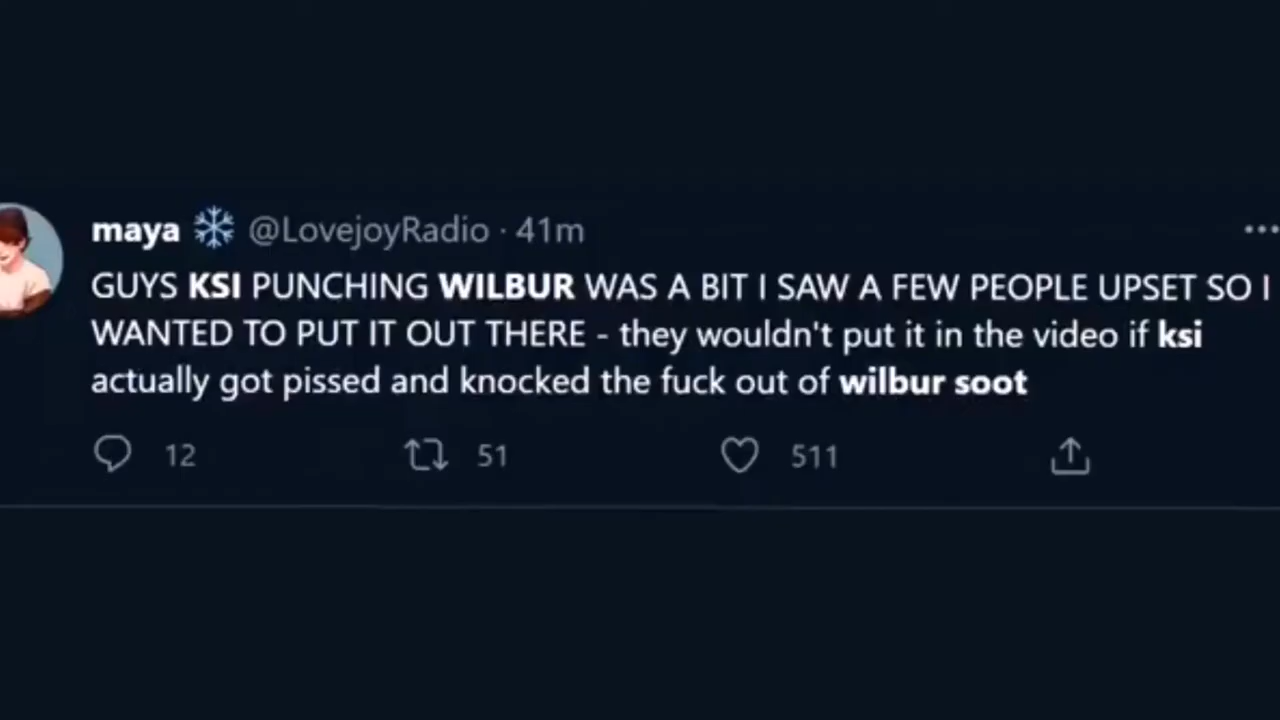 maya ❄️ @LovejoyRadio · 41m
GUYS KSI PUNCHING WILBUR WAS A BIT I SAW A FEW PEOPLE UPSET SO I
WANTED TO PUT IT OUT THERE - they wouldn't put it in the video if ksi
actually got pissed and knocked the fuck out of wilbur soot
12 51 511